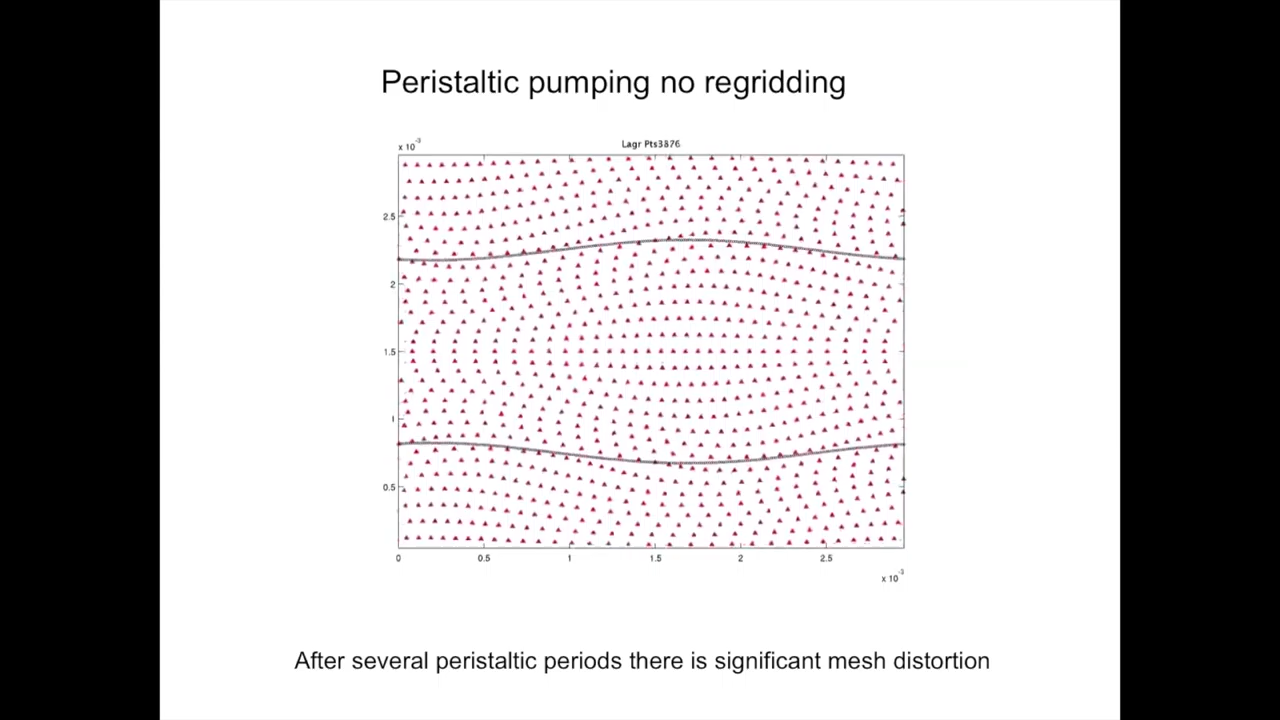 Peristaltic pumping no regridding
x 10^-3
Lagr Pts3876
2.5
2
1.5
1
0.5
0 0.5 1 1.5 2 2.5
x 10^-3
After several peristaltic periods there is significant mesh distortion